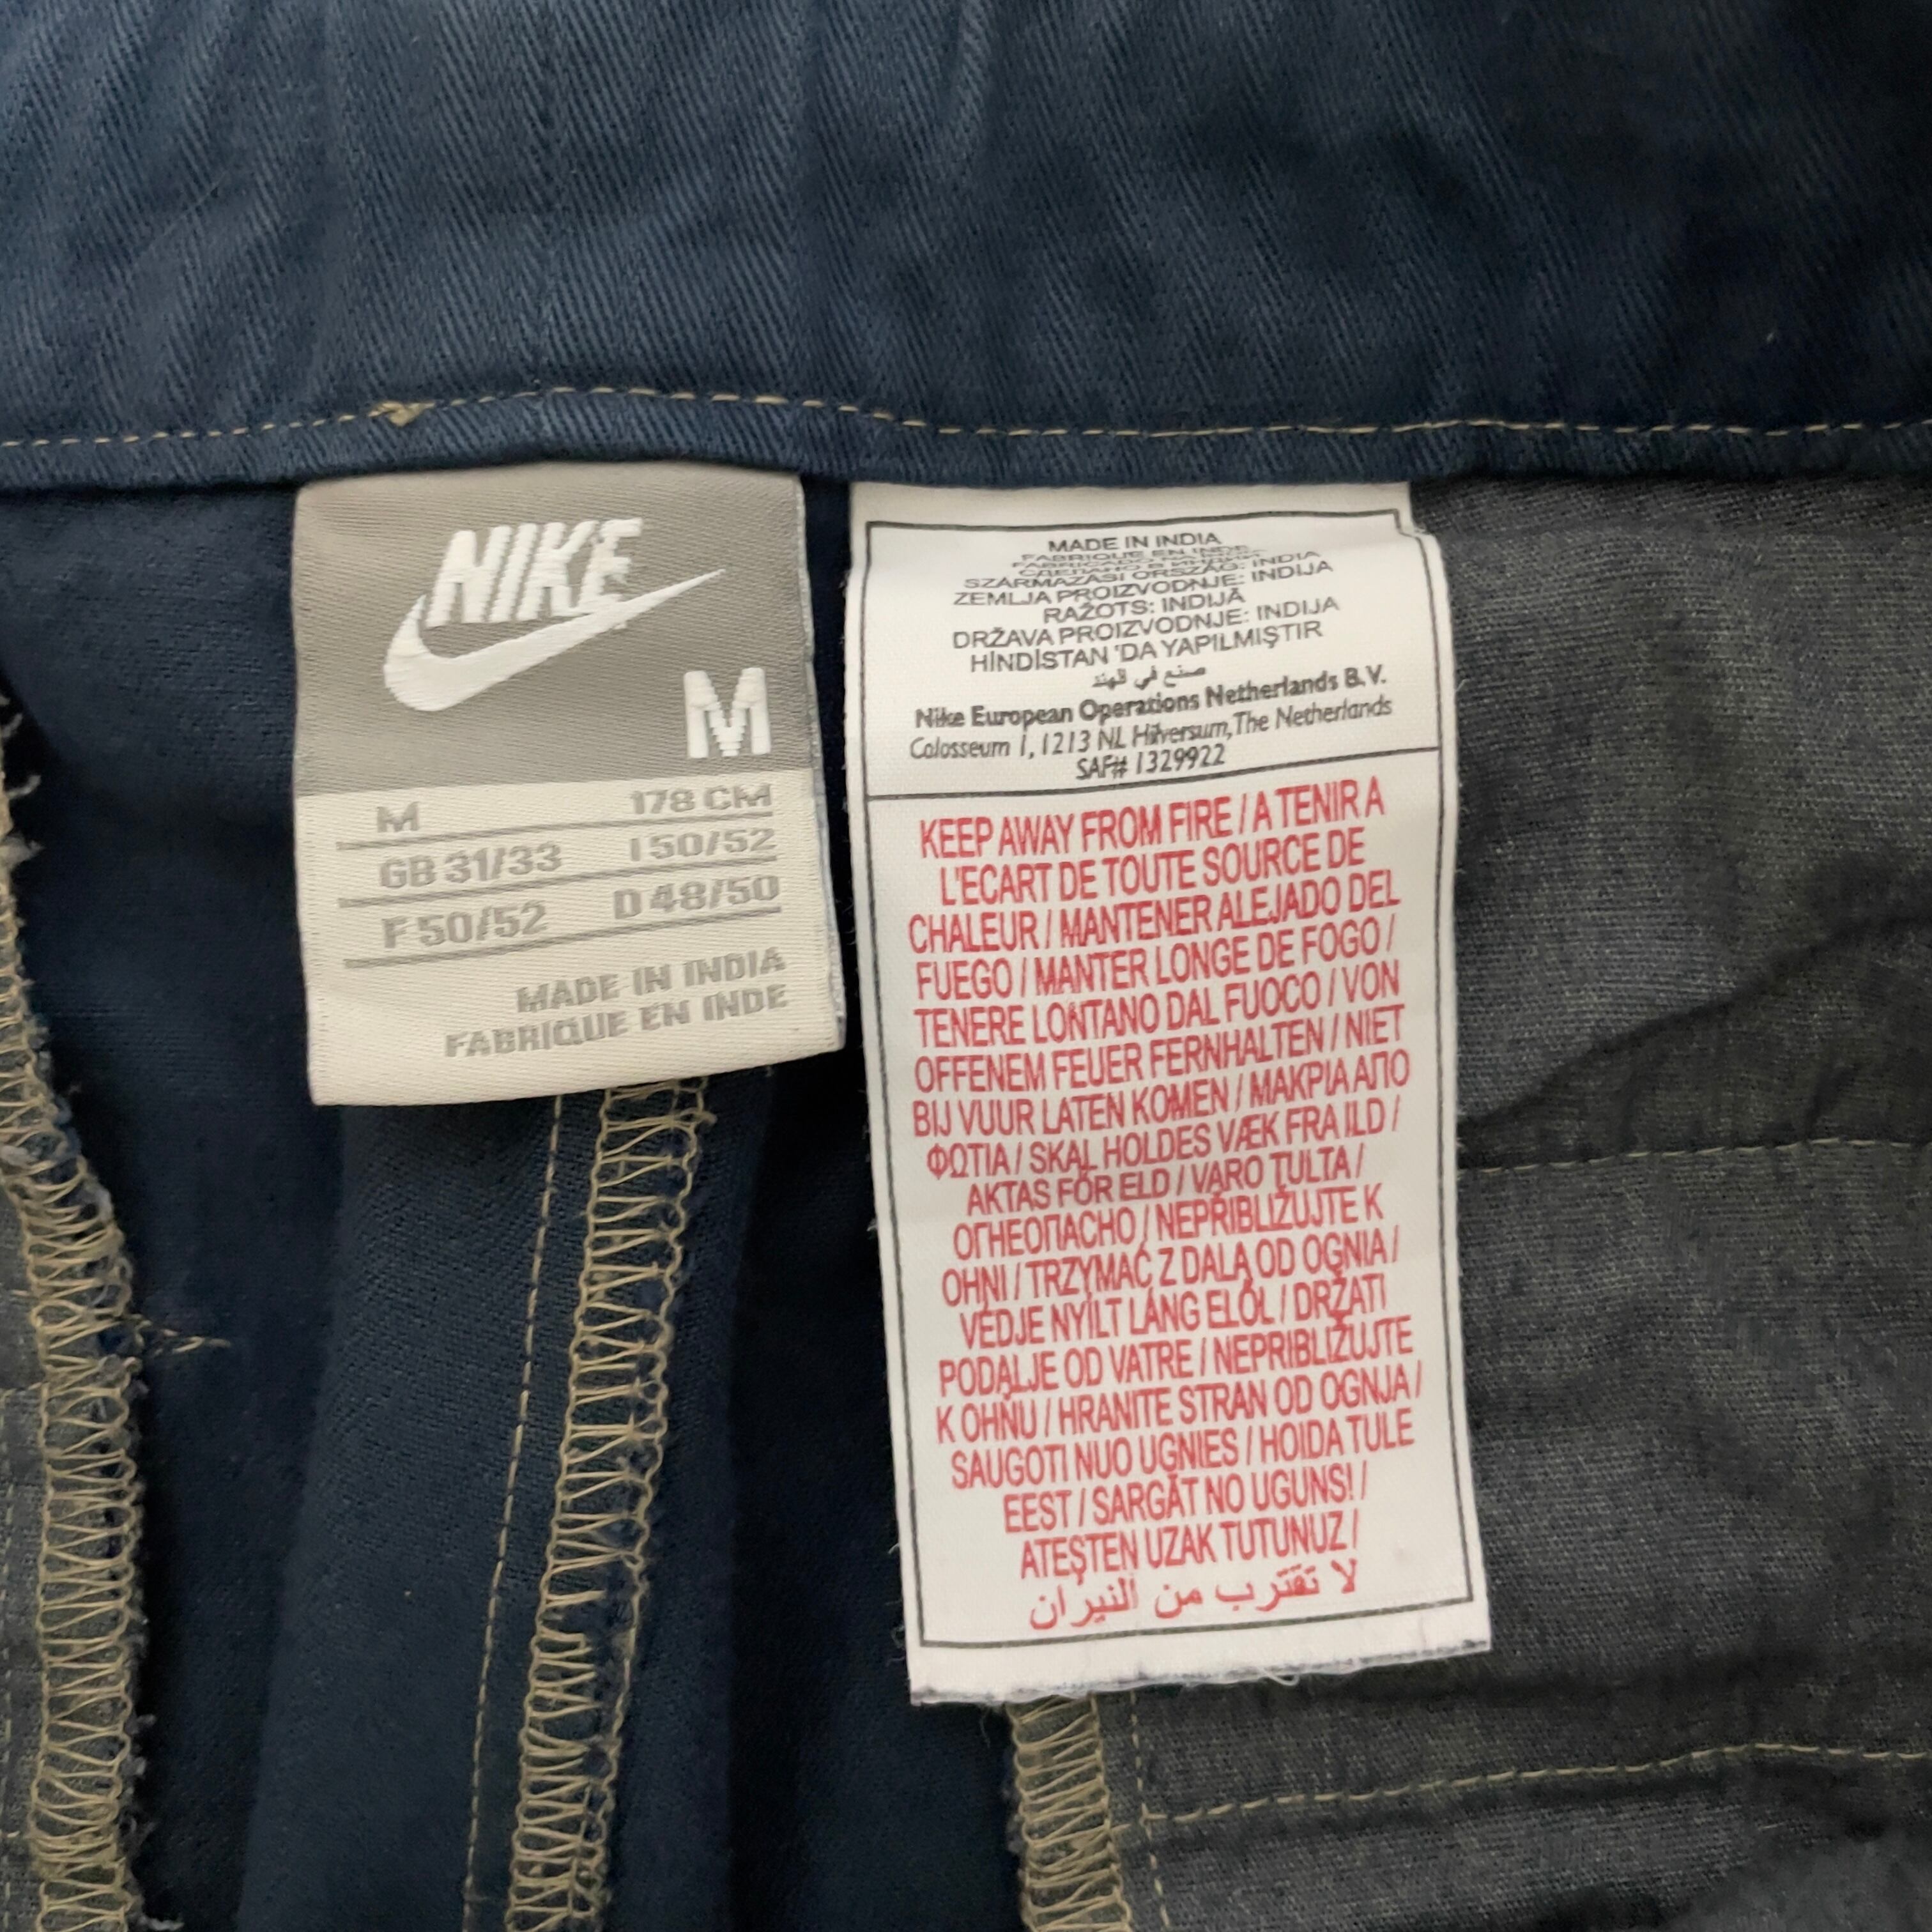 NIKE
M
M 178 CM
GB 31/33 I 50/52
F 50/52 D 48/50
MADE IN INDIA
FABRIQUE EN INDE
MADE IN INDIA
FABRIQUE EN INDE
SZÁRMAZÁSI ORSZÁG: INDIA
ZEMLJA PROIZVODNJE: INDIJA
RAŽOTS: INDIJĀ
DRŽAVA PROIZVODNJE: INDIJA
HİNDİSTAN 'DA YAPILMIŞTIR
صنع في الهند
Nike European Operations Netherlands B.V.
Colosseum 1, 1213 NL Hilversum, The Netherlands
SAF# 1329922
KEEP AWAY FROM FIRE / A TENIR A
L'ECART DE TOUTE SOURCE DE
CHALEUR / MANTENER ALEJADO DEL
FUEGO / MANTER LONGE DE FOGO /
TENERE LONTANO DAL FUOCO / VON
OFFENEM FEUER FERNHALTEN / NIET
BIJ VUUR LATEN KOMEN / ΜΑΚΡΙΑ ΑΠΟ
ΦΩΤΙΑ / SKAL HOLDES VÆK FRA ILD /
AKTAS FÖR ELD / VARO TULTA /
ОГНЕОПАСНО / NEPŘIBLIŽUJTE K
OHNI / TRZYMAĆ Z DALA OD OGNIA /
VÉDJE NYÍLT LÁNG ELŐL / DRŽATI
PODALJE OD VATRE / NEPRIBLIŽUJTE
K OHŇU / HRANITE STRAN OD OGNJA /
SAUGOTI NUO UGNIES / HOIDA TULE
EEST / SARGĀT NO UGUNS! /
ATEŞTEN UZAK TUTUNUZ /
لا تقترب من النيران